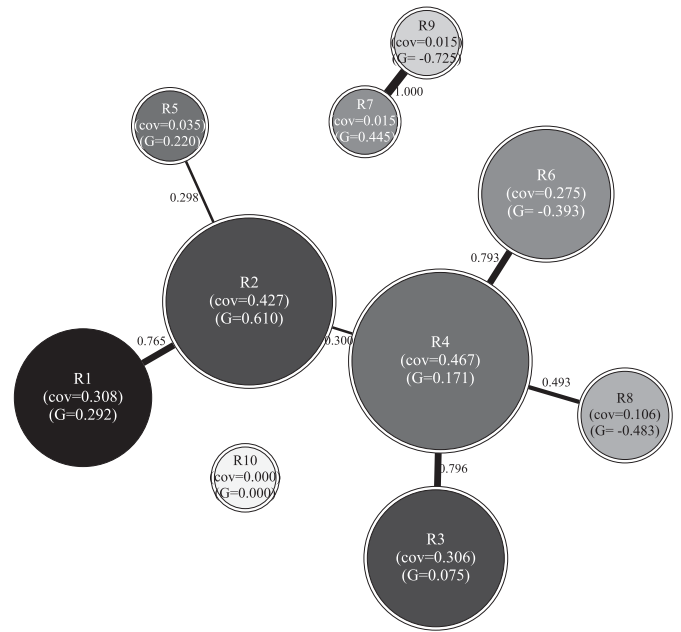 R9
(cov=0.015)
(G= -0.725)
1.000
R7
(cov=0.015
(G=0.445)
R5
(cov=0.035)
(G=0.220)
0.298
R6
(cov=0.275)
(G= -0.393)
0.793
R2
(cov=0.427)
(G=0.610)
0.300
R4
(cov=0.467)
(G=0.171)
0.765
R1
(cov=0.308)
(G=0.292)
0.493
R8
(cov=0.106)
(G= -0.483)
R10
(cov=0.000)
(G=0.000)
0.796
R3
(cov=0.306)
(G=0.075)